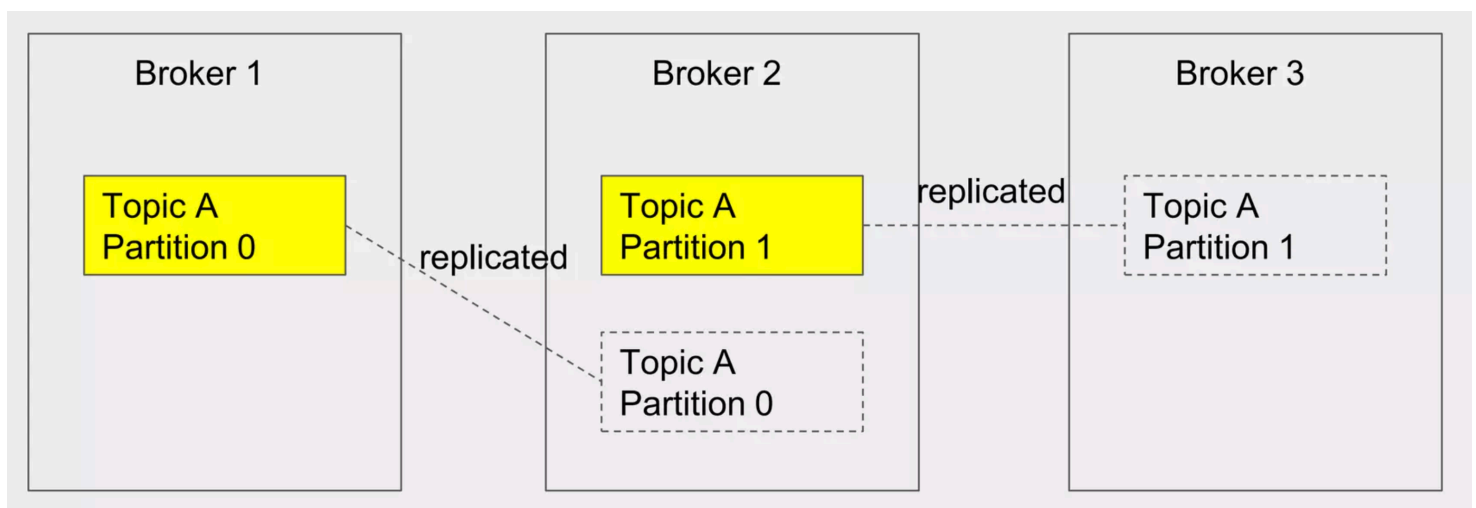 Broker 1
Broker 2
Broker 3
Topic A
Partition 0
replicated
Topic A
Partition 1
replicated
Topic A
Partition 1
Topic A
Partition 0